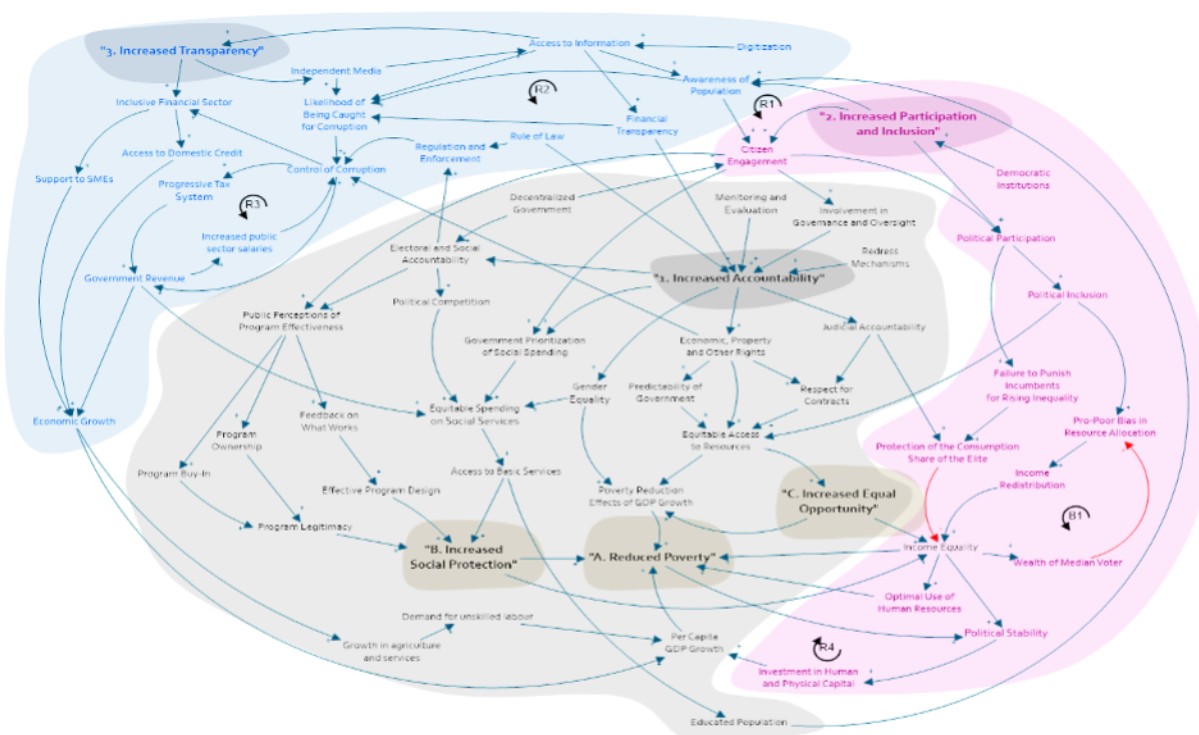 "3. Increased Transparency"
Access to Information
Digitization
Independent Media
Awareness of
Population
Inclusive Financial Sector
Likelihood of
Being Caught
for Corruption
R2
R1
"2. Increased Participation
and Inclusion"
Financial
Transparency
Rule of Law
Access to Domestic Credit
Regulation and
Enforcement
Citizen
Engagement
Support to SMEs
Control of Corruption
Progressive Tax
System
Democratic
Institutions
R3
Decentralized
Government
Monitoring and
Evaluation
Involvement in
Governance and Oversight
Increased public
sector salaries
Electoral and Social
Accountability
Political Participation
Redress
Mechanisms
Government Revenue
"1. Increased Accountability"
Political Inclusion
Political Competition
Public Perceptions of
Program Effectiveness
Judicial Accountability
Government Prioritization
of Social Spending
Economic, Property
and Other Rights
Failure to Punish
Incumbents
for Rising Inequality
Gender
Equality
Predictability of
Government
Respect for
Contracts
Economic Growth
Feedback on
What Works
Equitable Spending
on Social Services
Pro-Poor Bias in
Resource Allocation
Program
Ownership
Equitable Access
to Resources
Protection of the Consumption
Share of the Elite
Program Buy-In
Access to Basic Services
Income
Redistribution
Effective Program Design
Poverty Reduction
Effects of GDP Growth
"C. Increased Equal
Opportunity"
B1
Program Legitimacy
"B. Increased
Social Protection"
"A. Reduced Poverty"
Income Equality
Wealth of Median Voter
Optimal Use of
Human Resources
Demand for unskilled labour
Growth in agriculture
and services
Per Capita
GDP Growth
Political Stability
R4
Investment in Human
and Physical Capital
Educated Population